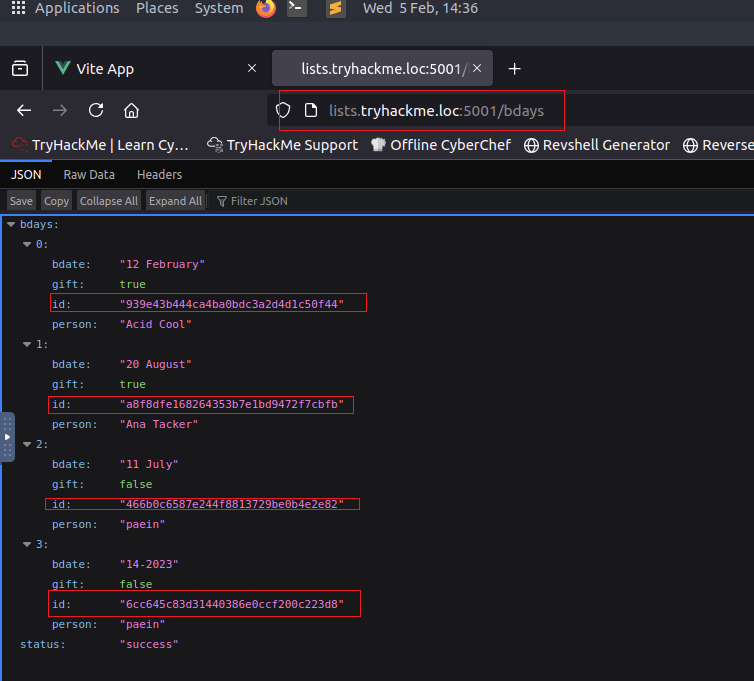 Applications Places System Wed 5 Feb, 14:36
Vite App × lists.tryhackme.loc:5001/ × +
lists.tryhackme.loc:5001/bdays
TryHackMe | Learn Cy… TryHackMe Support Offline CyberChef Revshell Generator Reverse
JSON Raw Data Headers
Save Copy Collapse All Expand All Filter JSON
bdays:
0:
bdate: "12 February"
gift: true
id: "939e43b444ca4ba0bdc3a2d4d1c50f44"
person: "Acid Cool"
1:
bdate: "20 August"
gift: true
id: "a8f8dfe168264353b7e1bd9472f7cbfb"
person: "Ana Tacker"
2:
bdate: "11 July"
gift: false
id: "466b0c6587e244f8813729be0b4e2e82"
person: "paein"
3:
bdate: "14-2023"
gift: false
id: "6cc645c83d31440386e0ccf200c223d8"
person: "paein"
status: "success"